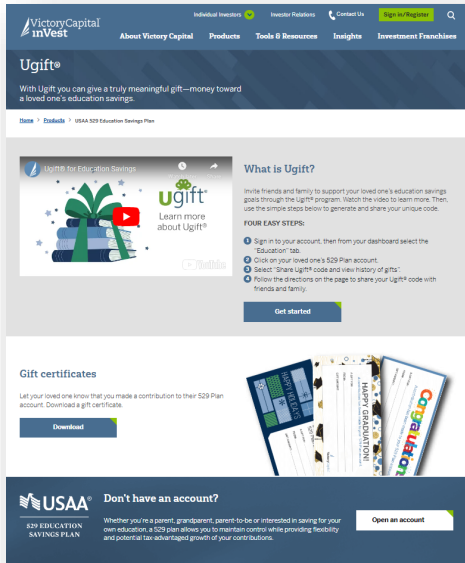 VictoryCapital
inVest
Individual Investors
Investor Relations
Contact Us
Sign in/Register
About Victory Capital
Products
Tools & Resources
Insights
Investment Franchises
Ugift®
With Ugift you can give a truly meaningful gift—money toward
a loved one's education savings.
Home > Products > USAA 529 Education Savings Plan
Ugift® for Education Savings
ugift
Learn more
about Ugift®
YouTube
What is Ugift?
Invite friends and family to support your loved one's education savings
goals through the Ugift® program. Watch the video to learn more. Then,
use the simple steps below to generate and share your unique code.
FOUR EASY STEPS:
1 Sign in to your account, then from your dashboard select the
"Education" tab.
2 Click on your loved one's 529 Plan account.
3 Select "Share Ugift® code and view history of gifts".
4 Follow the directions on the page to share your Ugift® code with
friends and family.
Get started
Gift certificates
Let your loved one know that you made a contribution to their 529 Plan
account. Download a gift certificate.
Download
HAPPY HOLIDAYS
HAPPY GRADUATION!
Congratulation
USAA®
529 EDUCATION
SAVINGS PLAN
Don't have an account?
Whether you're a parent, grandparent, parent-to-be or interested in saving for your
own education, a 529 plan allows you to maintain control while providing flexibility
and potential tax-advantaged growth of your contributions.
Open an account